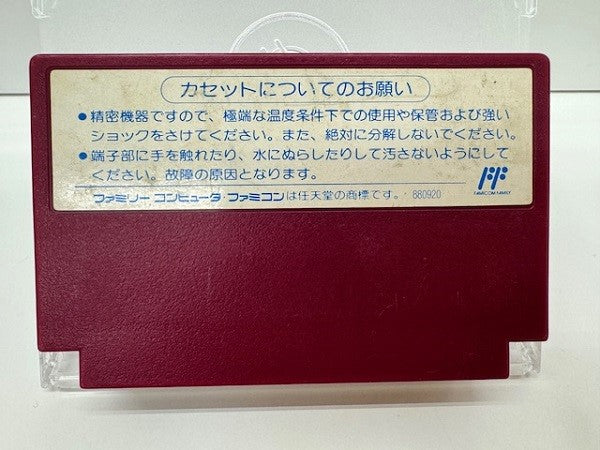 カセットについてのお願い
●精密機器ですので、極端な温度条件下での使用や保管および強い
ショックをさけてください。また、絶対に分解しないでください。
●端子部に手を触れたり、水にぬらしたりして汚さないようにして
ください。故障の原因となります。
FAMICOM FAMILY
ファミリー コンピュータ・ファミコンは任天堂の商標です。880920